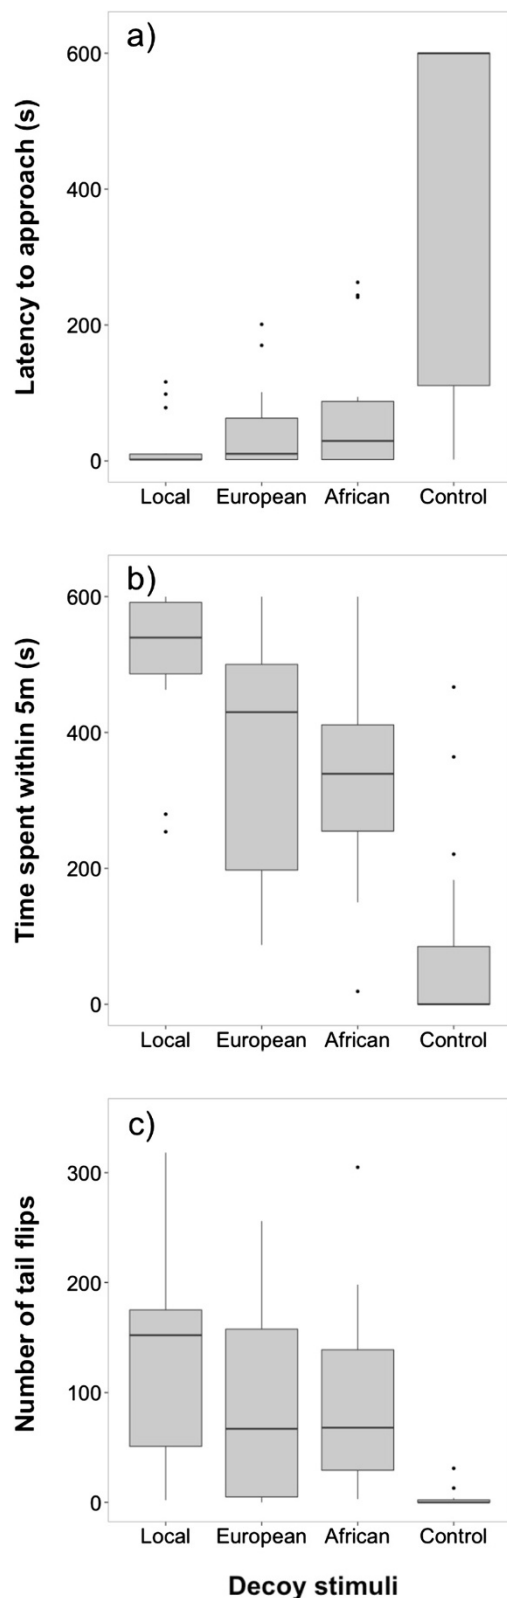 a)
Latency to approach (s)
600
400
200
0
Local European African Control
b)
Time spent within 5m (s)
600
400
200
0
Local European African Control
c)
Number of tail flips
300
200
100
0
Local European African Control
Decoy stimuli